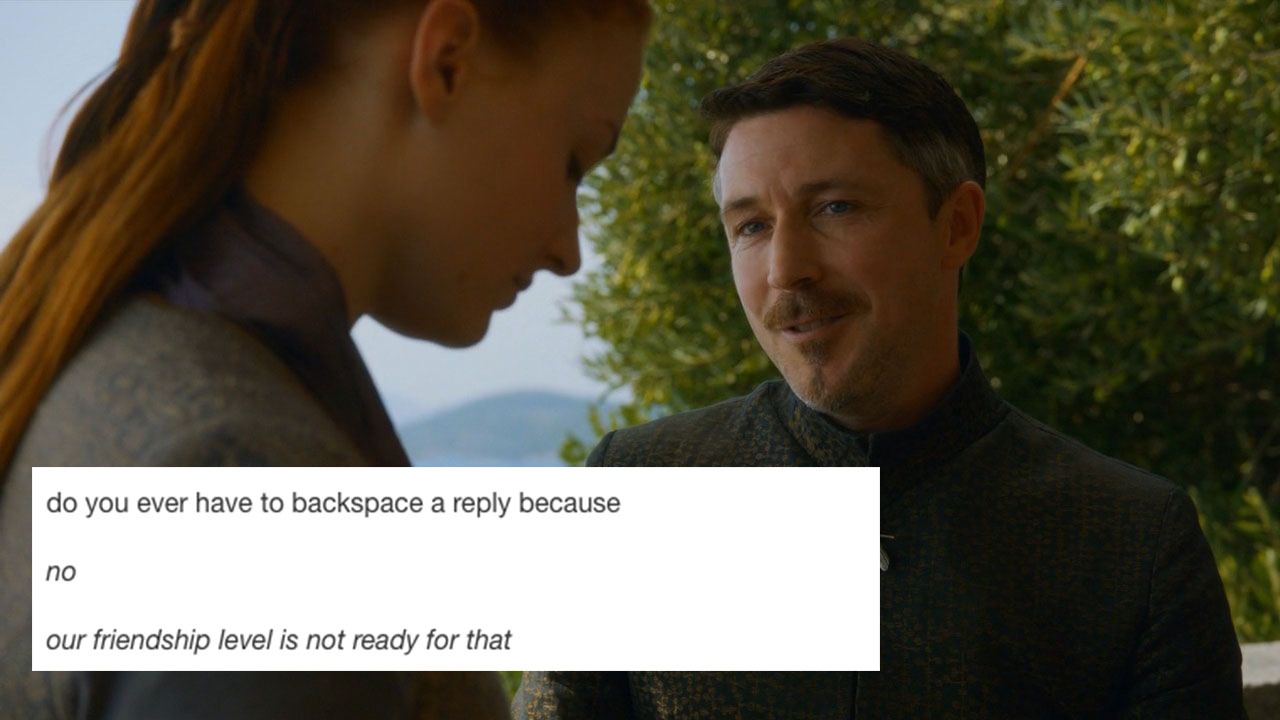 do you ever have to backspace a reply because
no
our friendship level is not ready for that